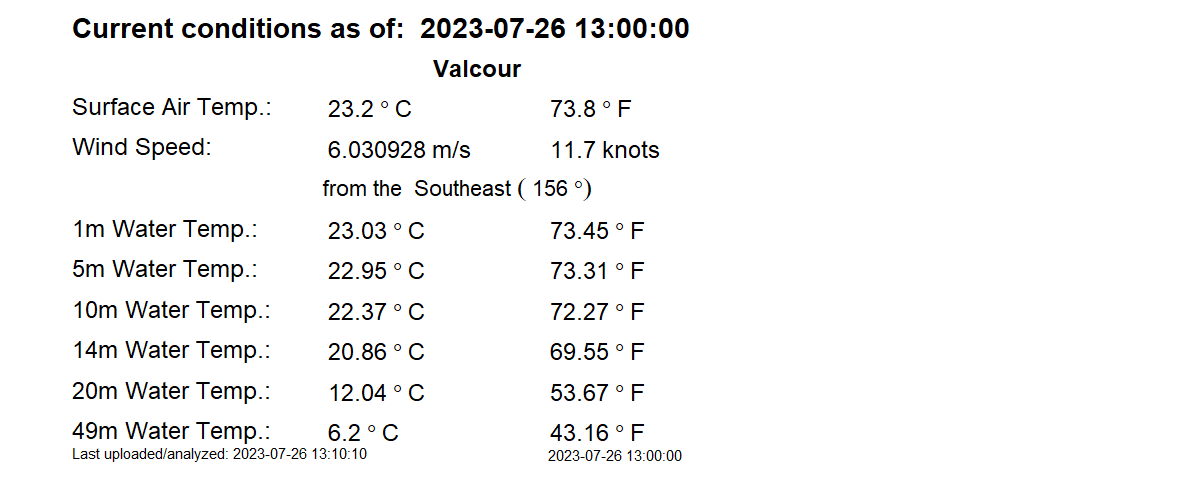 Current conditions as of: 2023-07-26 13:00:00
Valcour
Surface Air Temp.: 23.2 ° C 73.8 ° F
Wind Speed: 6.030928 m/s 11.7 knots
from the Southeast ( 156 °)
1m Water Temp.: 23.03 ° C 73.45 ° F
5m Water Temp.: 22.95 ° C 73.31 ° F
10m Water Temp.: 22.37 ° C 72.27 ° F
14m Water Temp.: 20.86 ° C 69.55 ° F
20m Water Temp.: 12.04 ° C 53.67 ° F
49m Water Temp.: 6.2 ° C 43.16 ° F
Last uploaded/analyzed: 2023-07-26 13:10:10 2023-07-26 13:00:00